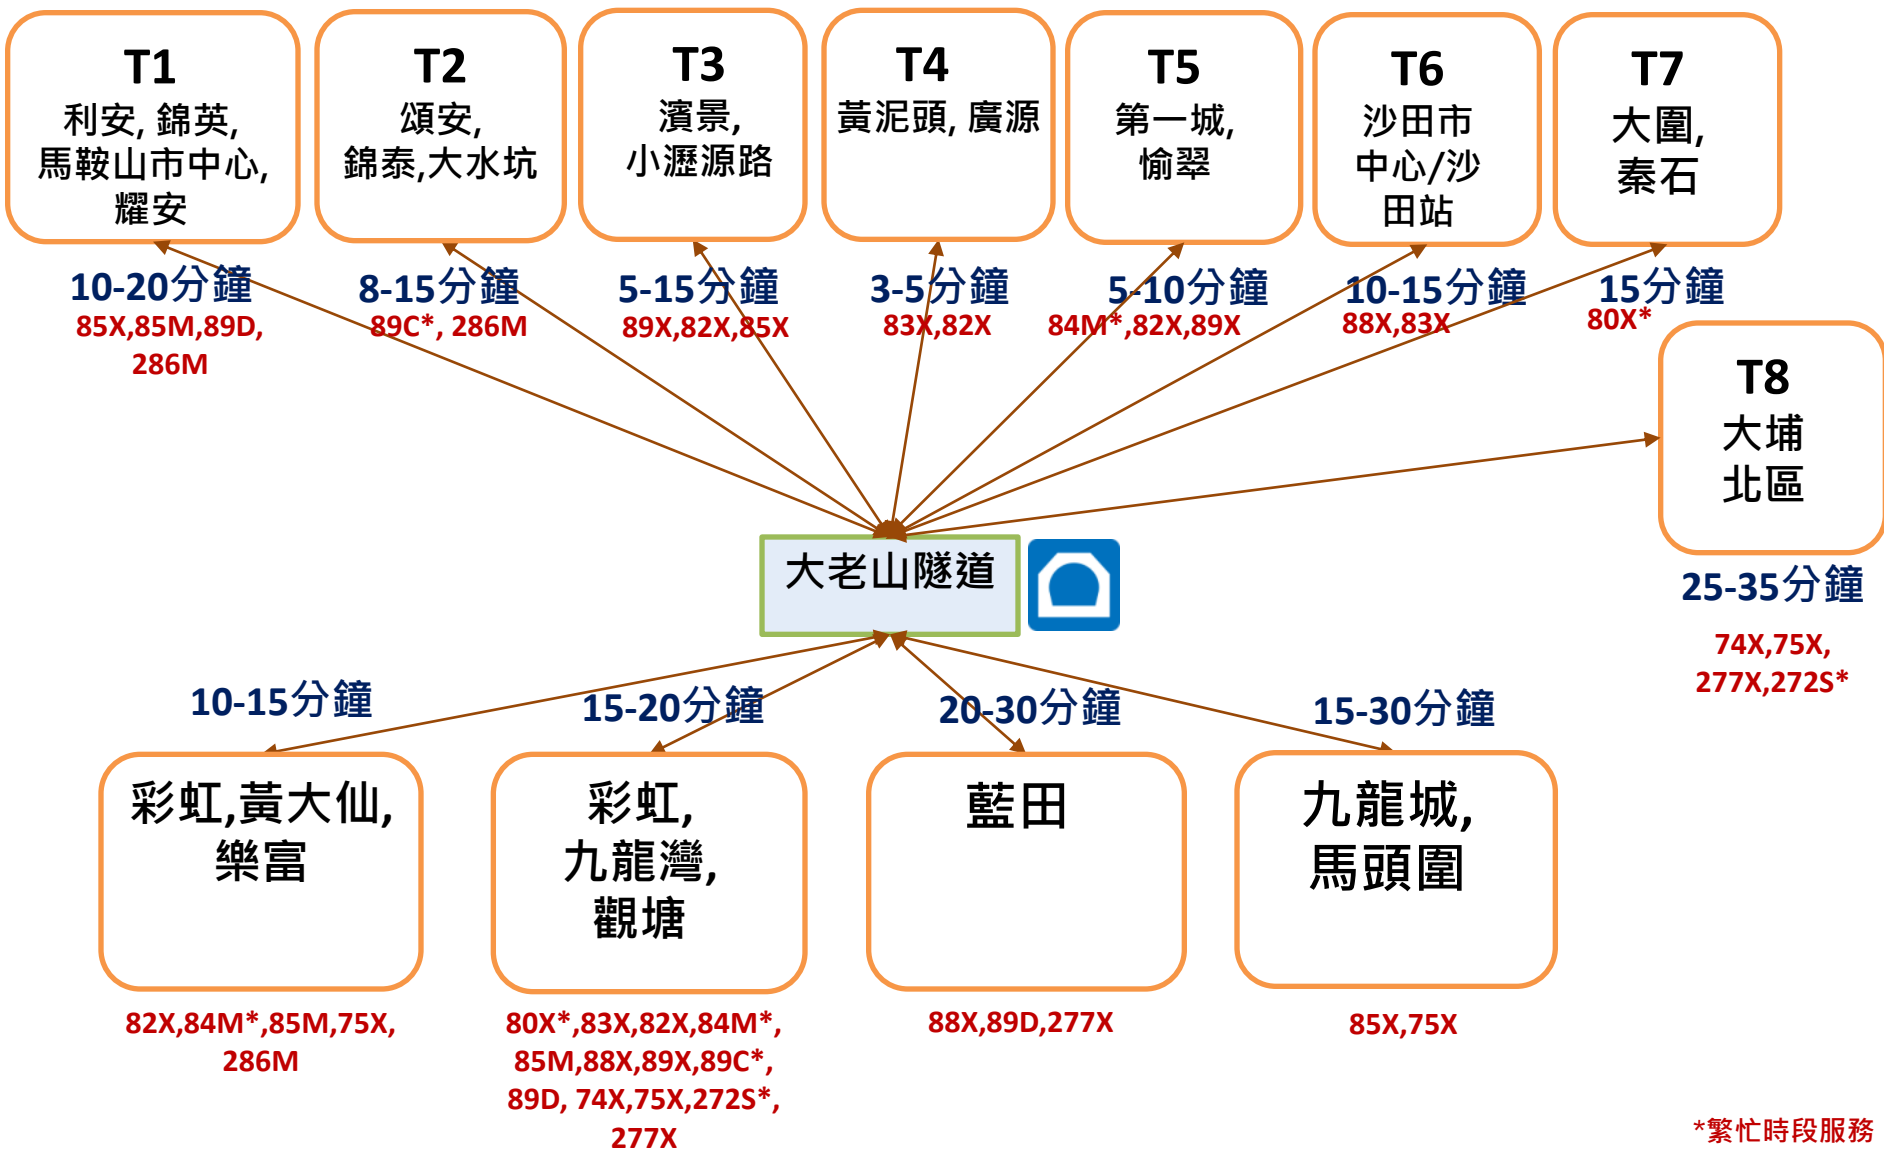 T1
利安, 錦英,
馬鞍山市中心,
耀安
10-20分鐘
85X,85M,89D,
286M
T2
頌安,
錦泰,大水坑
8-15分鐘
89C*, 286M
T3
濱景,
小瀝源路
5-15分鐘
89X,82X,85X
T4
黃泥頭, 廣源
3-5分鐘
83X,82X
T5
第一城,
愉翠
5-10分鐘
84M*,82X,89X
T6
沙田市
中心/沙
田站
10-15分鐘
88X,83X
T7
大圍,
秦石
15分鐘
80X*
T8
大埔
北區
25-35分鐘
74X,75X,
277X,272S*
大老山隧道
10-15分鐘
彩虹,黃大仙,
樂富
82X,84M*,85M,75X,
286M
15-20分鐘
彩虹,
九龍灣,
觀塘
80X*,83X,82X,84M*,
85M,88X,89X,89C*,
89D, 74X,75X,272S*,
277X
20-30分鐘
藍田
88X,89D,277X
15-30分鐘
九龍城,
馬頭圍
85X,75X
*繁忙時段服務